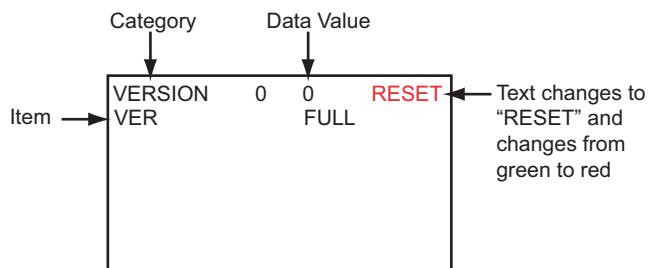 Category
Data Value
VERSION 0 0 RESET
VER FULL
Item
Text changes to
“RESET” and
changes from
green to red